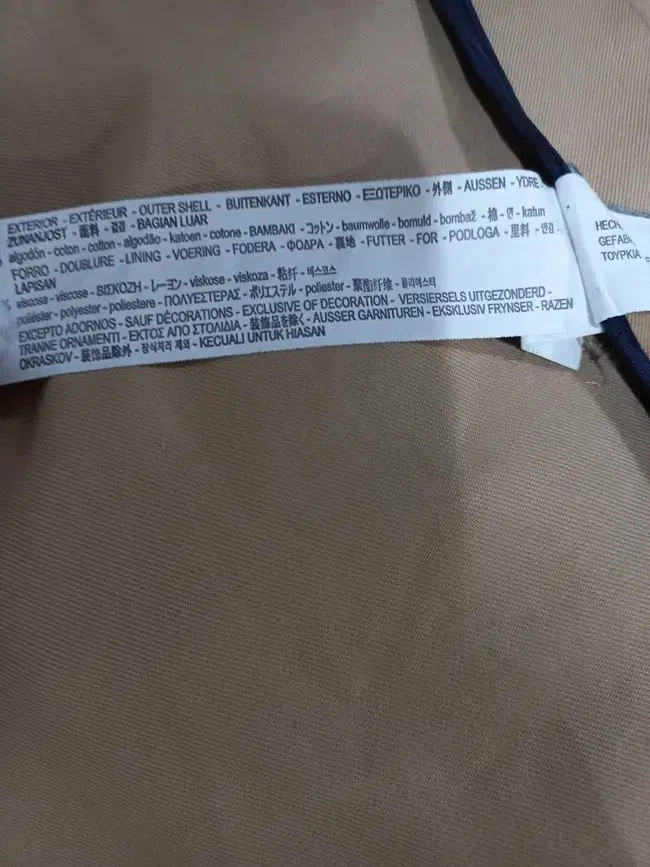 EXTERIOR - EXTÉRIEUR - OUTER SHELL - BUITENKANT - ESTERNO - ΕΞΩΤΕΡΙΚΟ - 外側 - AUSSEN - YDRE
ZUNANJOST - 面料 - 겉감 - BAGIAN LUAR
algodón - coton - cotton - algodão - katoen - cotone - BAMBAKI - コットン - baumwolle - bomuld - bombaž - 棉 - 면 - katun
FORRO - DOUBLURE - LINING - VOERING - FODERA - ΦΟΔΡΑ - 裏地 - FUTTER - FOR - PODLOGA - 里料 - 안감 -
LAPISAN
viscosa - viscose - ΒΙΣΚΟΖΗ - レーヨン - viskose - viskoza - 粘纤 - 비스코스
poliéster - polyester - poliestere - ΠΟΛΥΕΣΤΕΡΑΣ - ポリエステル - poliester - 聚酯纤维 - 폴리에스터
EXCEPTO ADORNOS - SAUF DÉCORATIONS - EXCLUSIVE OF DECORATION - VERSIERSELS UITGEZONDERD -
TRANNE ORNAMENTI - ΕΚΤΟΣ ΑΠΟ ΣΤΟΛΙΔΙΑ - 装飾品を除く - AUSSER GARNITUREN - EKSKLUSIV FRYNSER - RAZEN
OKRASKOV - 装饰品除外 - 장식처리 제외 - KECUALI UNTUK HIASAN
HECH
GEFAB
ΤΟΥΡΚΙΑ